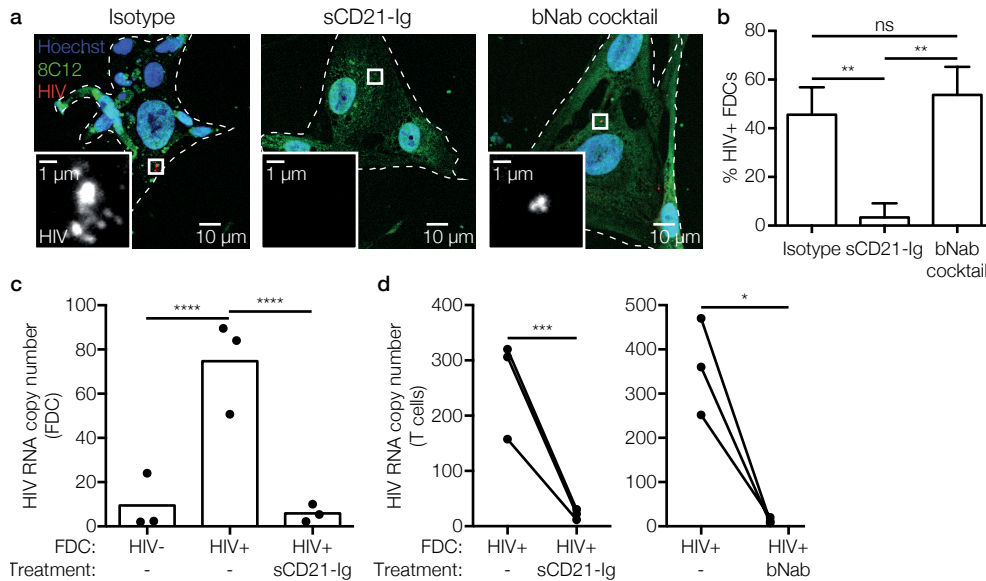 a
Isotype
sCD21-Ig
bNab cocktail
Hoechst
8C12
HIV
1 μm
HIV
10 μm
1 μm
10 μm
1 μm
10 μm
b
% HIV+ FDCs
80
60
40
20
0
ns
**
**
Isotype sCD21-Ig bNab
cocktail
c
HIV RNA copy number
(FDC)
100
80
60
40
20
0
****
****
FDC: HIV- HIV+ HIV+
Treatment: - - sCD21-Ig
d
HIV RNA copy number
(T cells)
400
300
200
100
0
***
FDC: HIV+ HIV+
Treatment: - sCD21-Ig
500
400
300
200
100
0
*
HIV+ HIV+
- bNab